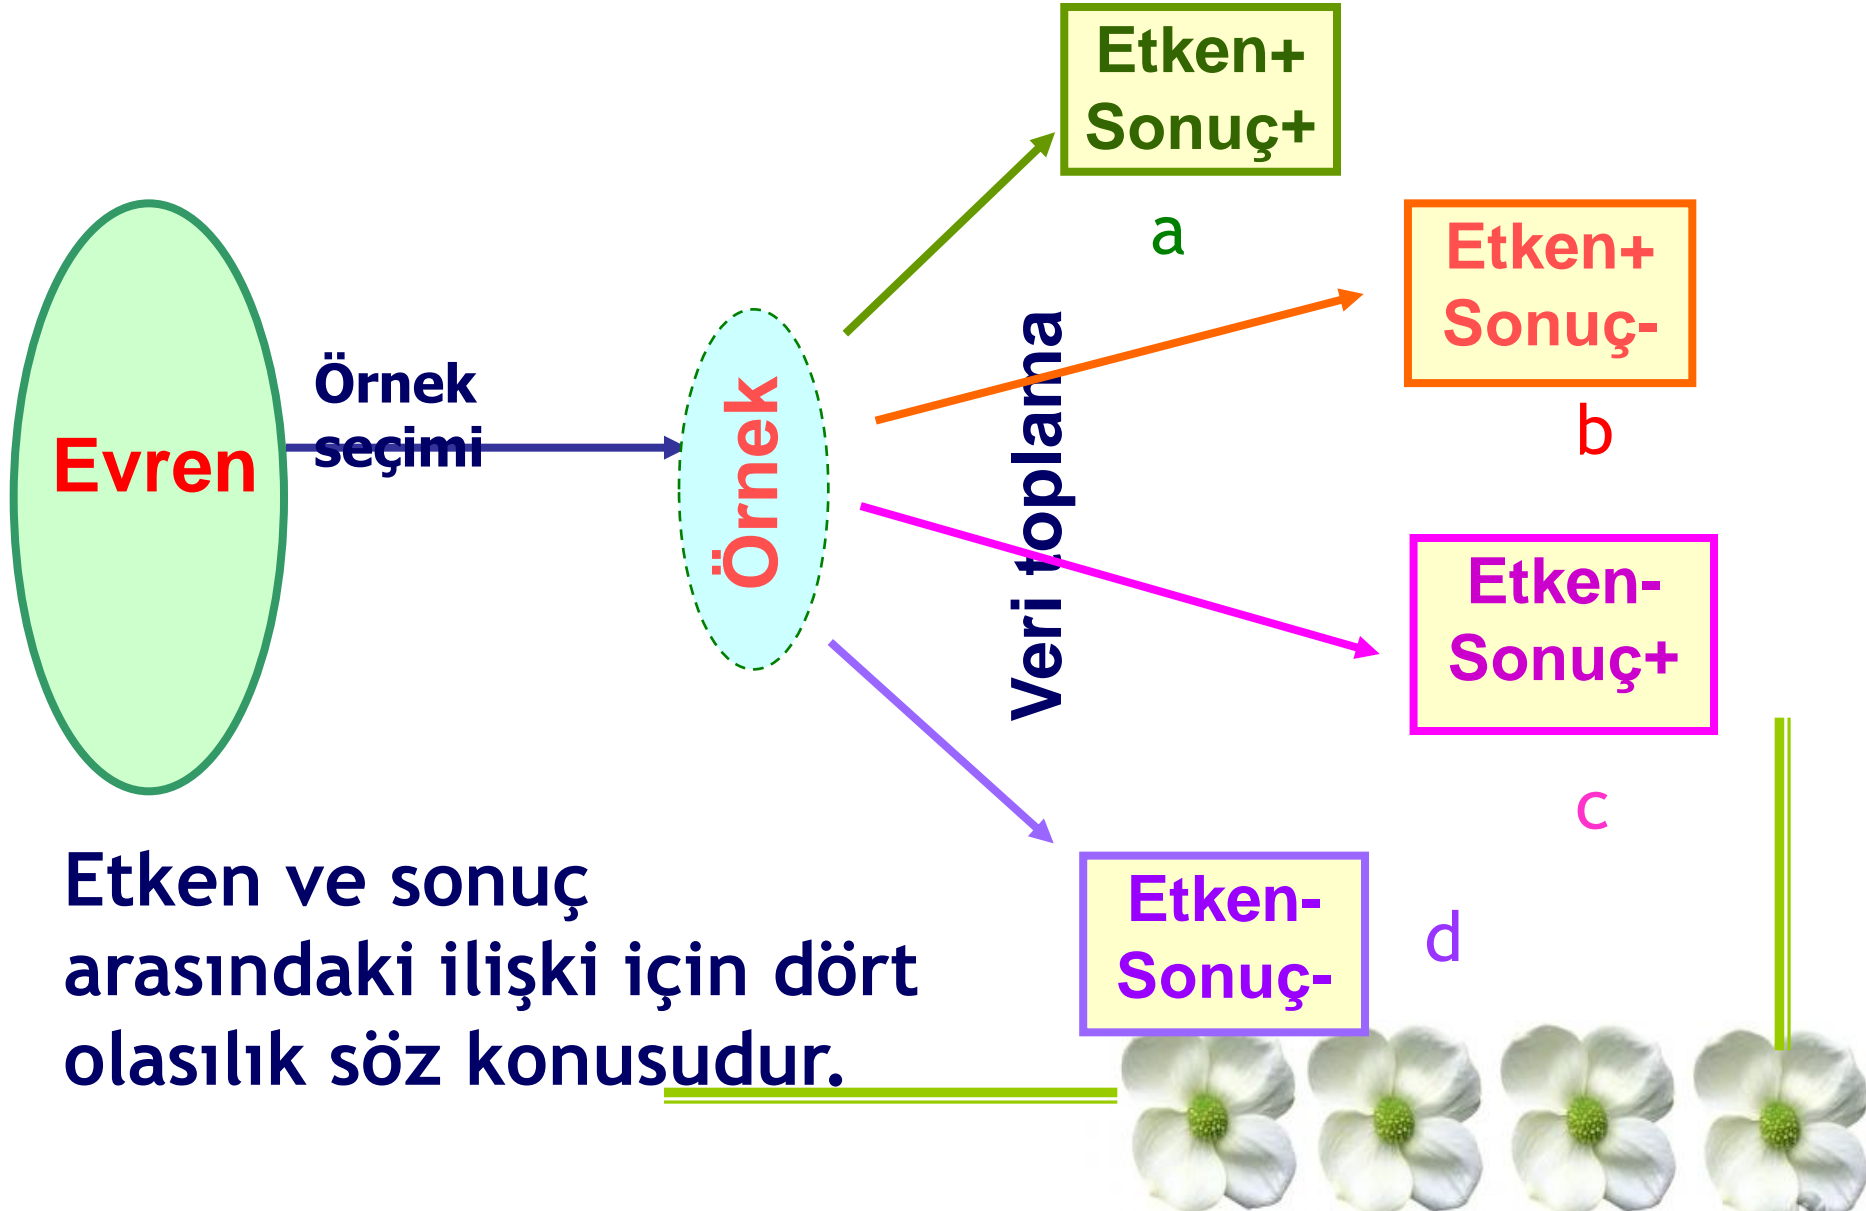 Etken+
Sonuç+
a
Etken+
Sonuç-
b
Örnek
seçimi
Evren
Örnek
Veri toplama
Etken-
Sonuç+
c
Etken-
Sonuç-
d
Etken ve sonuç
arasındaki ilişki için dört
olasılık söz konusudur.